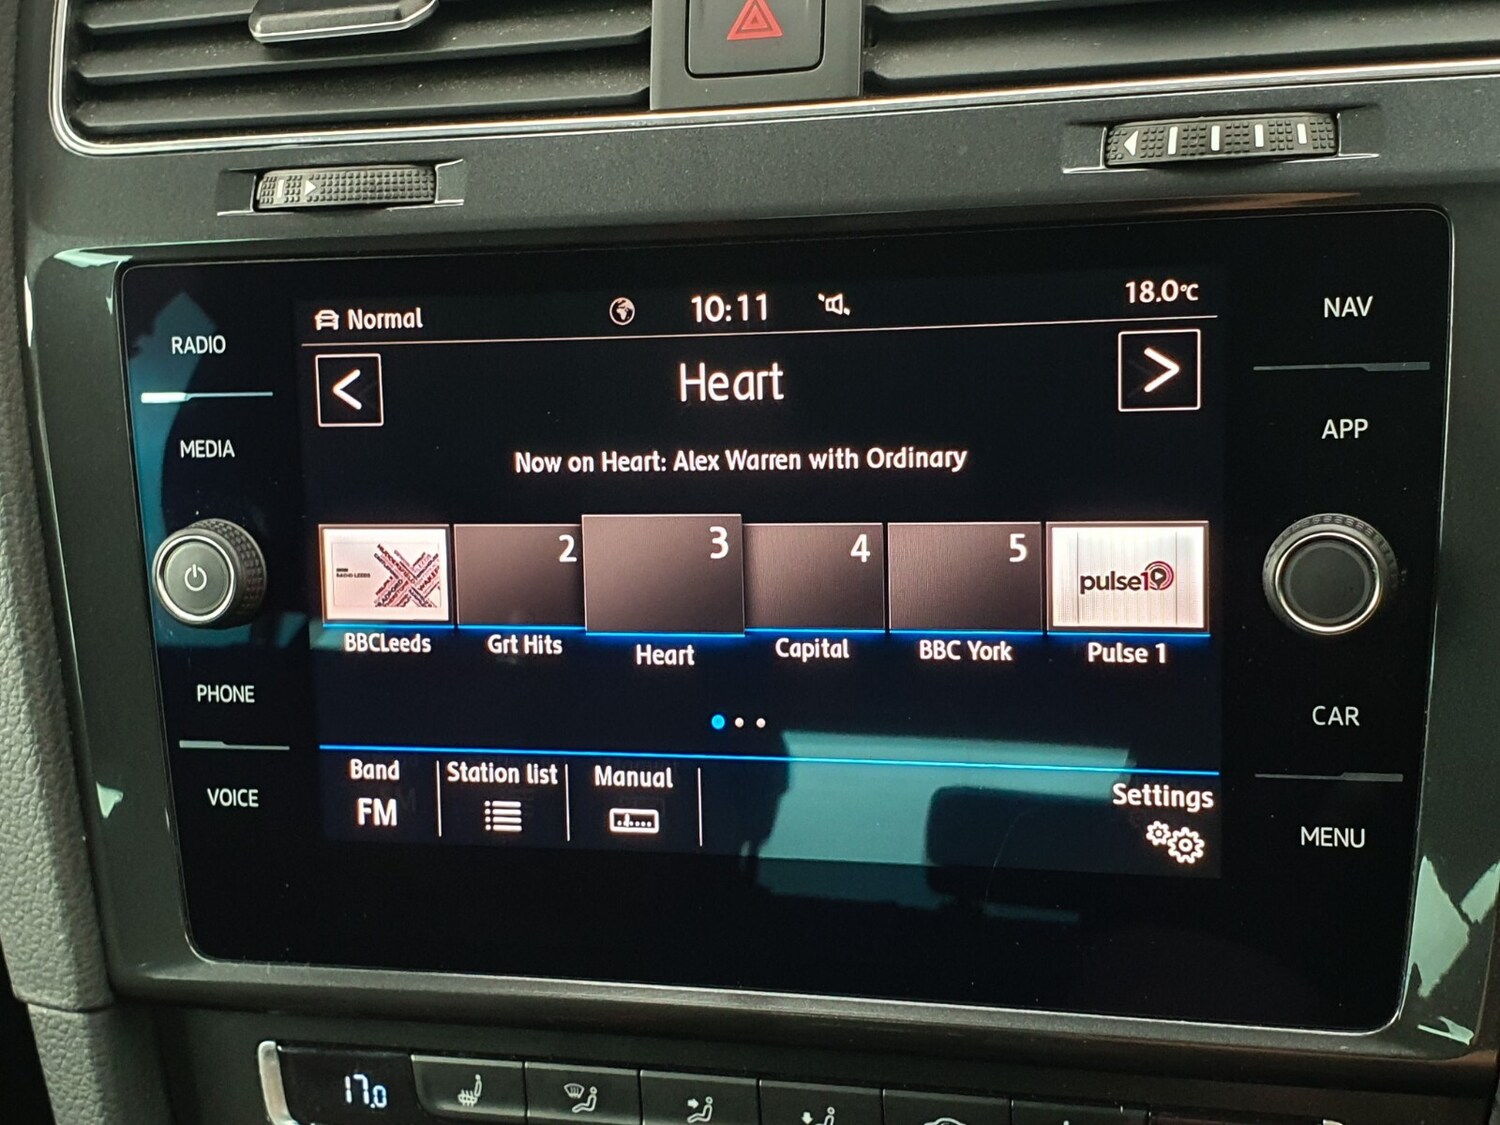 Normal
10:11
18.0°C
RADIO
MEDIA
PHONE
VOICE
NAV
APP
CAR
MENU
<
Heart
>
Now on Heart: Alex Warren with Ordinary
RADIO LEEDS
2
3
4
5
pulse1
BBCLeeds
Grt Hits
Heart
Capital
BBC York
Pulse 1
Band
FM
Station list
Manual
Settings
17.0